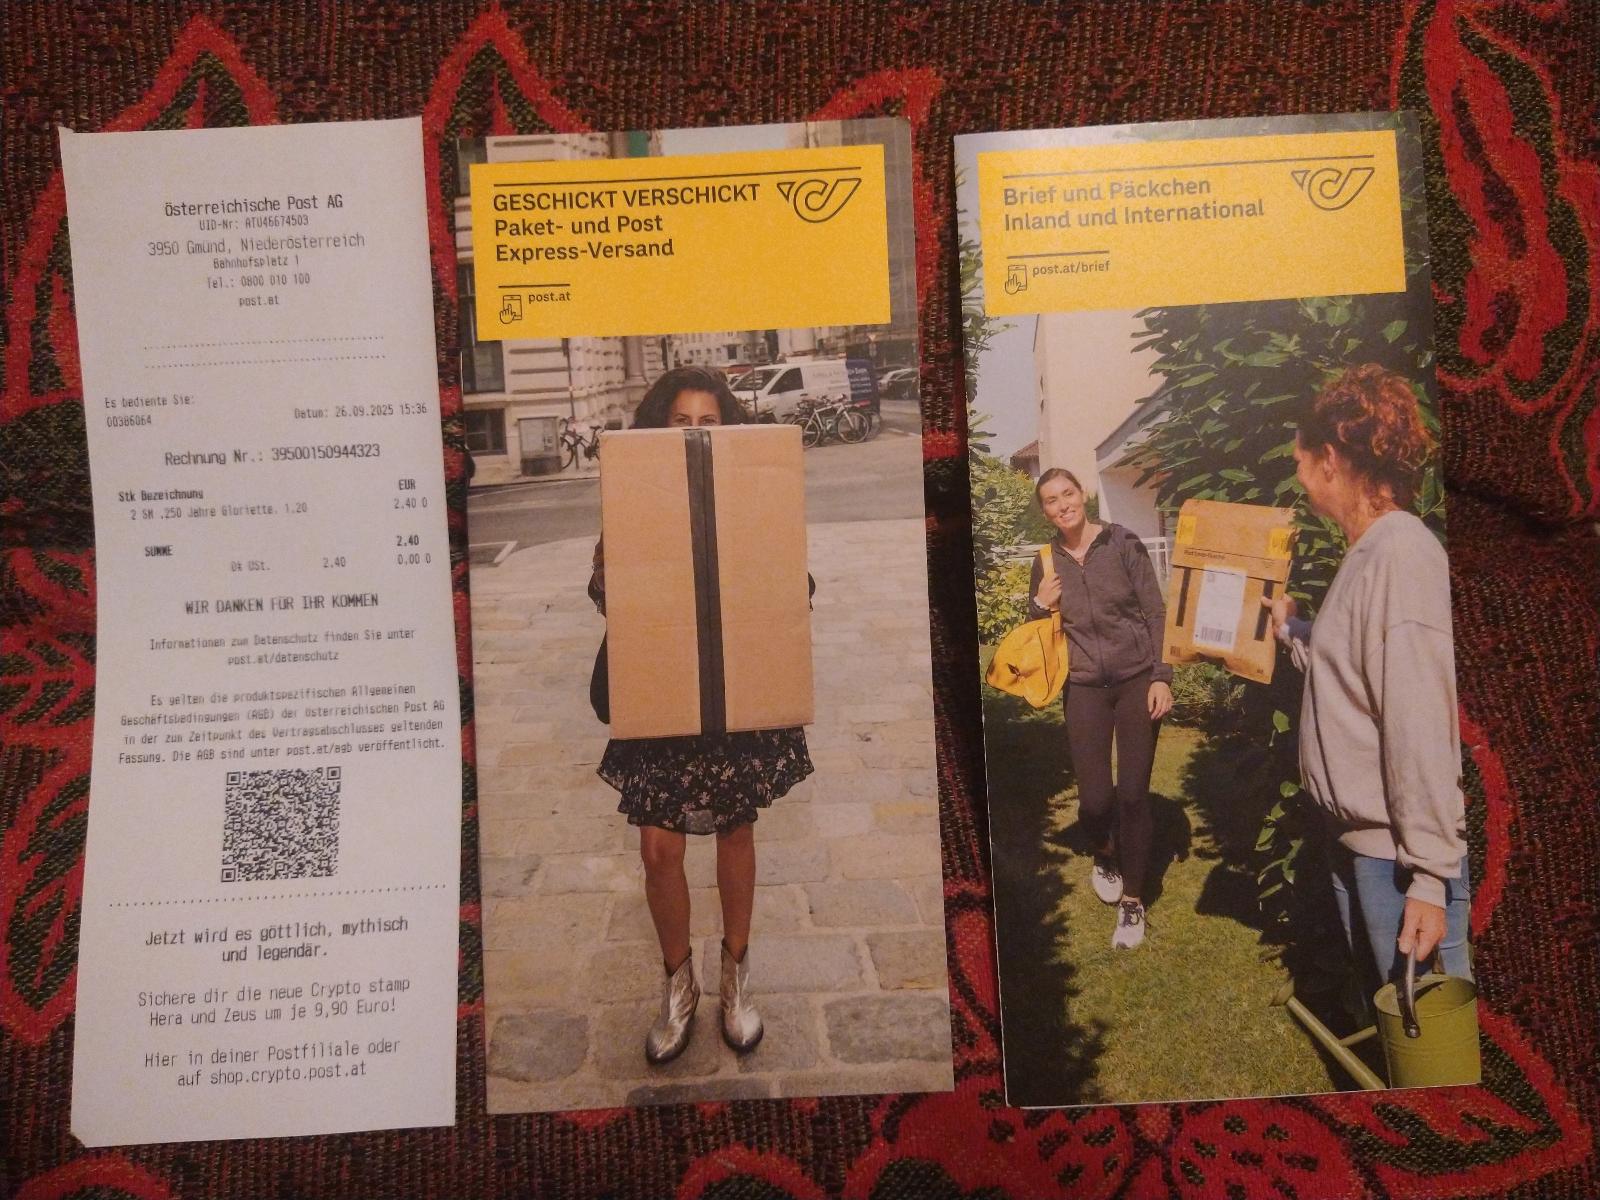 österreichische Post AG
UID-Nr: ATU46674503
3950 Gmünd, Niederösterreich
Bahnhofsplatz 1
Tel.: 0800 010 100
post.at
Es bediente Sie:
00386064
Datum: 26.09.2025 15:36
Rechnung Nr.: 39500150944323
Stk Bezeichnung EUR
2 SM .250 Jahre Gloriette. 1,20 2,40 0
SUMME 2,40
0% USt. 2,40 0,00 0
WIR DANKEN FÜR IHR KOMMEN
Informationen zum Datenschutz finden Sie unter
post.at/datenschutz
Es gelten die produktspezifischen Allgemeinen
Geschäftsbedingungen (AGB) der Österreichischen Post AG
in der zum Zeitpunkt des Vertragsabschlusses geltenden
Fassung. Die AGB sind unter post.at/agb veröffentlicht.
Jetzt wird es göttlich, mythisch
und legendär.
Sichere dir die neue Crypto stamp
Hera und Zeus um je 9,90 Euro!
Hier in deiner Postfiliale oder
auf shop.crypto.post.at
GESCHICKT VERSCHICKT
Paket- und Post
Express-Versand
post.at
Brief und Päckchen
Inland und International
post.at/brief